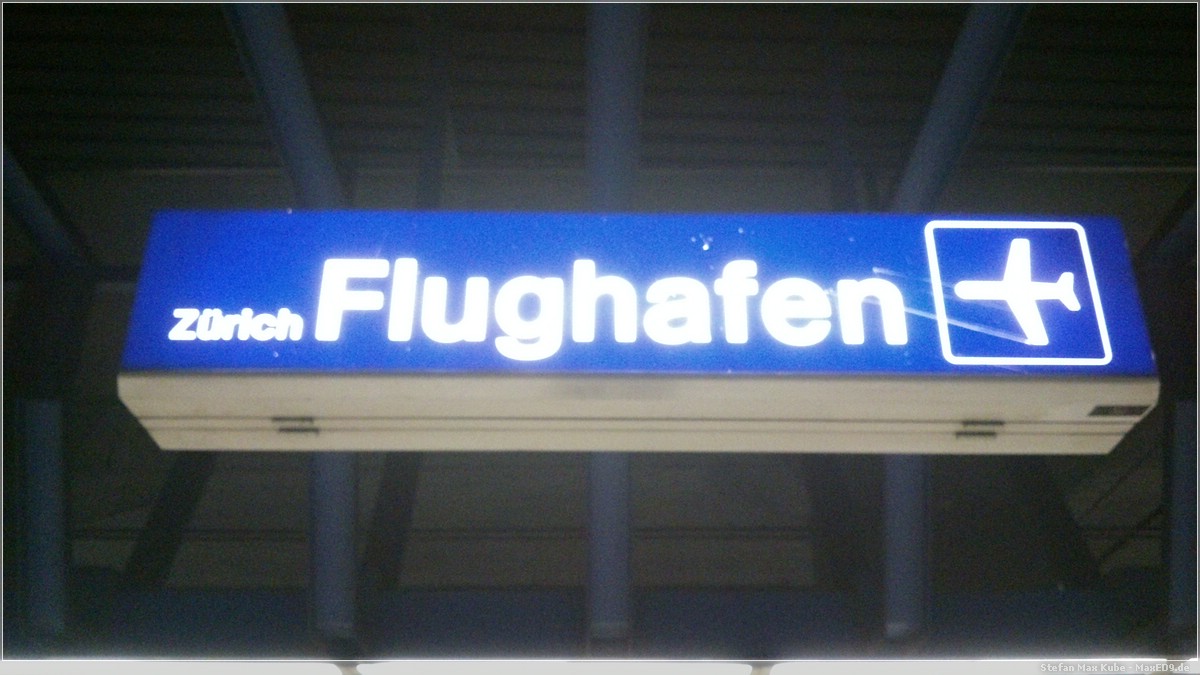 Zürich Flughafen
Stefan Max Kube - MaxED9.de